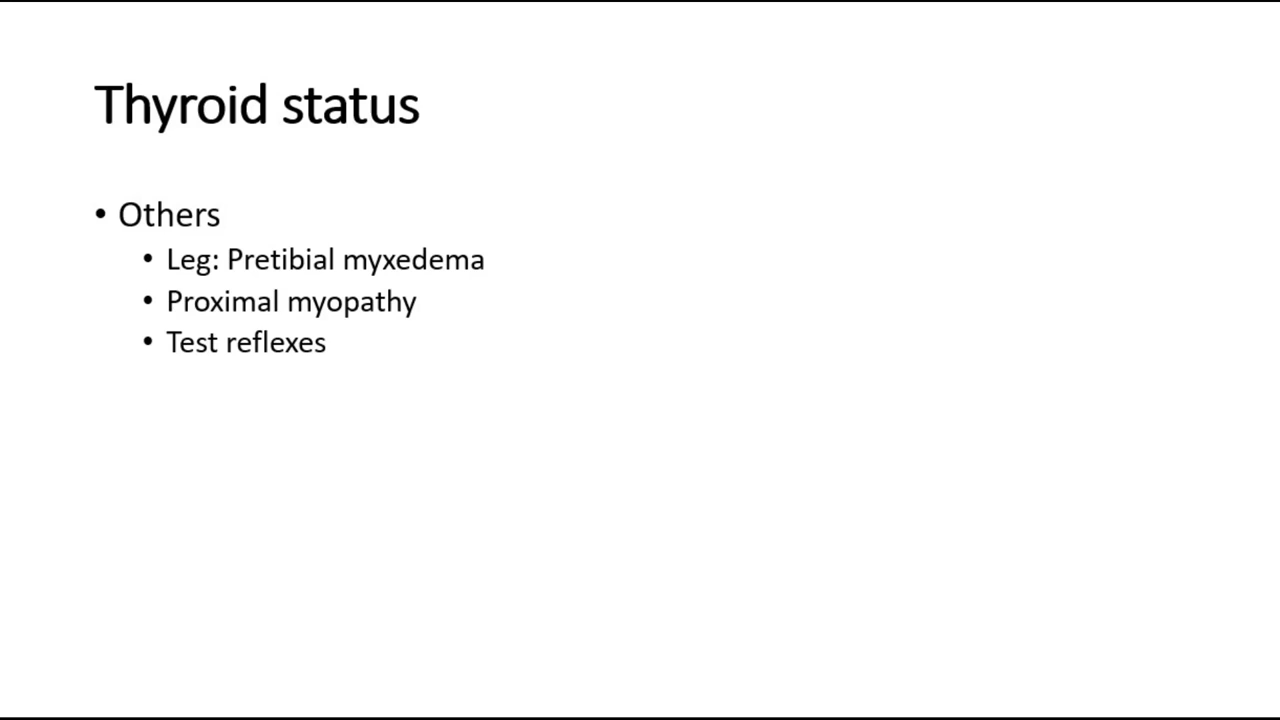 Thyroid status
• Others
• Leg: Pretibial myxedema
• Proximal myopathy
• Test reflexes